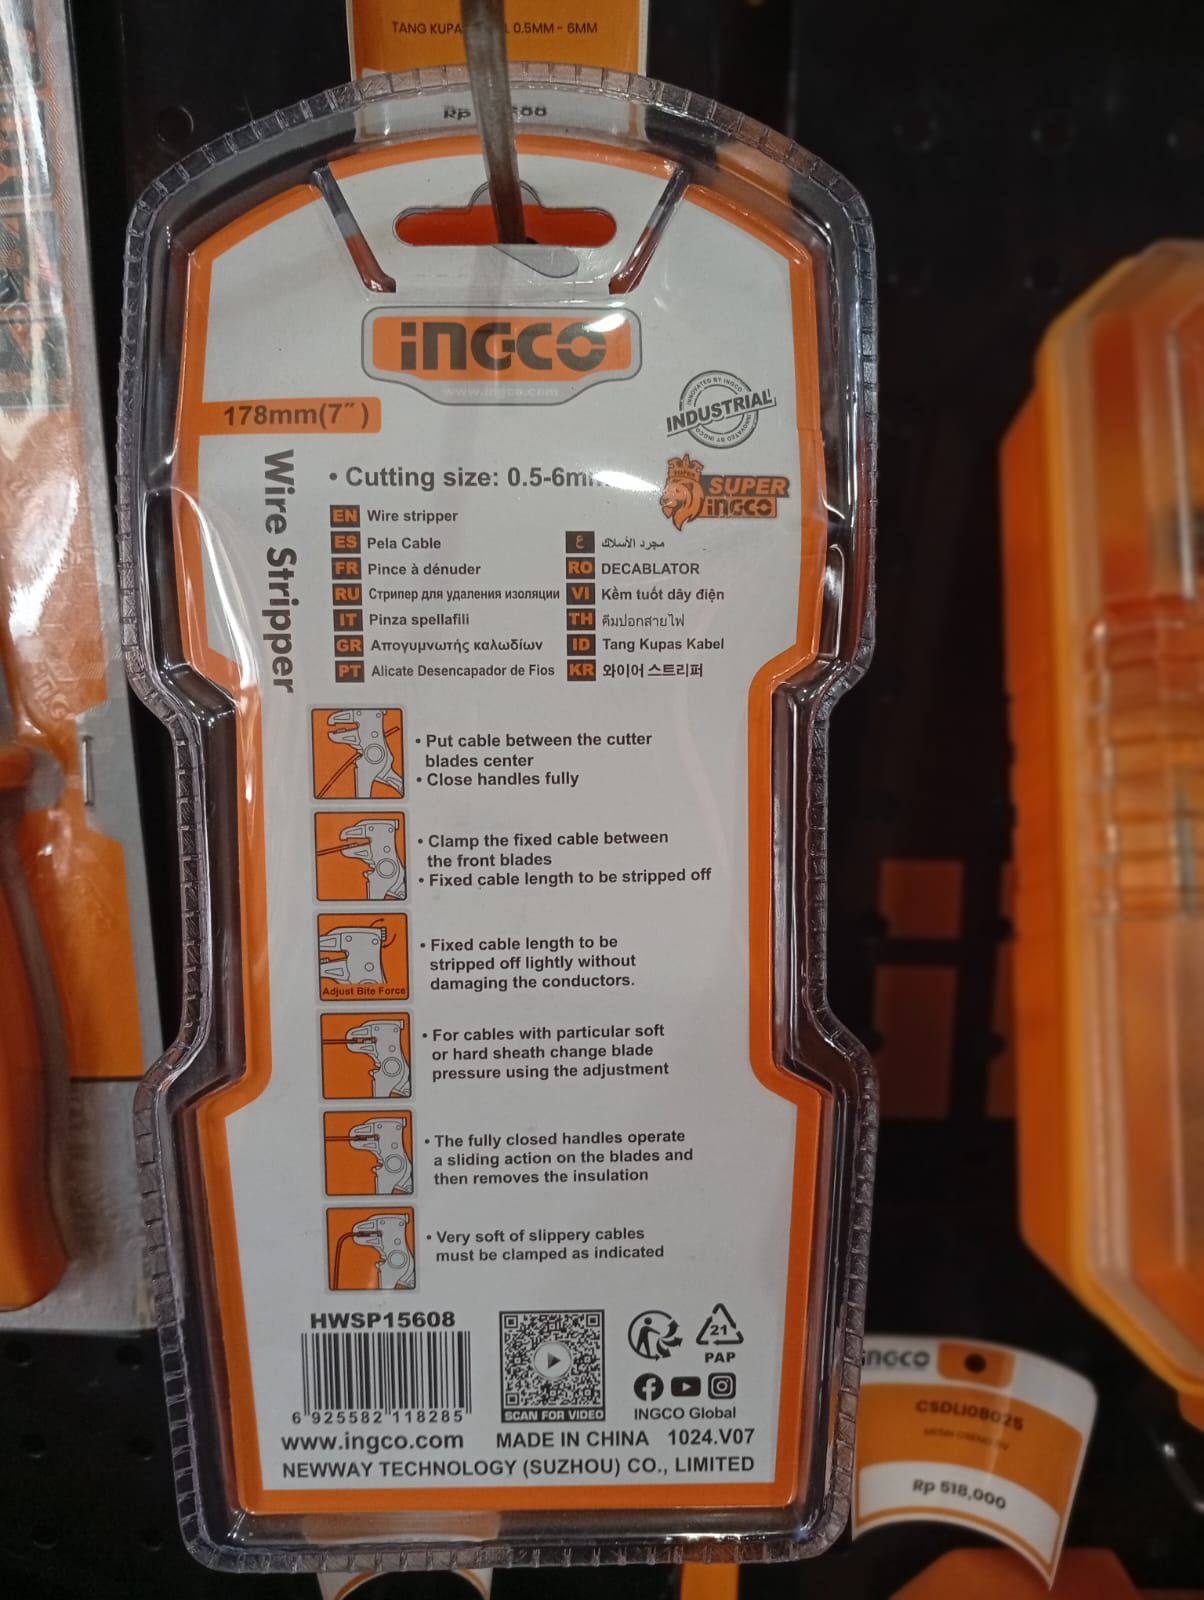 TANG KUPA 0.5MM - 6MM
Rp
iNGCO
www.ingco.com
178mm(7″)
INNOVATED BY INGCO
INDUSTRIAL
INNOVATED BY INGCO
Wire Stripper
• Cutting size: 0.5-6m
SUPER
SUPER
iNGCO
EN Wire stripper
ES Pela Cable
FR Pince à dénuder
RU Стрипер для удаления изоляции
IT Pinza spellafili
GR Απογυμνωτής καλωδίων
PT Alicate Desencapador de Fios
ع مجرد الأسلاك
RO DECABLATOR
VI Kềm tuốt dây điện
TH คีมปอกสายไฟ
ID Tang Kupas Kabel
KR 와이어 스트리퍼
• Put cable between the cutter
blades center
• Close handles fully
• Clamp the fixed cable between
the front blades
• Fixed cable length to be stripped off
Adjust Bite Force
• Fixed cable length to be
stripped off lightly without
damaging the conductors.
• For cables with particular soft
or hard sheath change blade
pressure using the adjustment
• The fully closed handles operate
a sliding action on the blades and
then removes the insulation
• Very soft of slippery cables
must be clamped as indicated
HWSP15608
6 925582 118285
SCAN FOR VIDEO
21
PAP
INGCO Global
www.ingco.com MADE IN CHINA 1024.V07
NEWWAY TECHNOLOGY (SUZHOU) CO., LIMITED
iNGCO
CSDLI08025
Rp 518,000